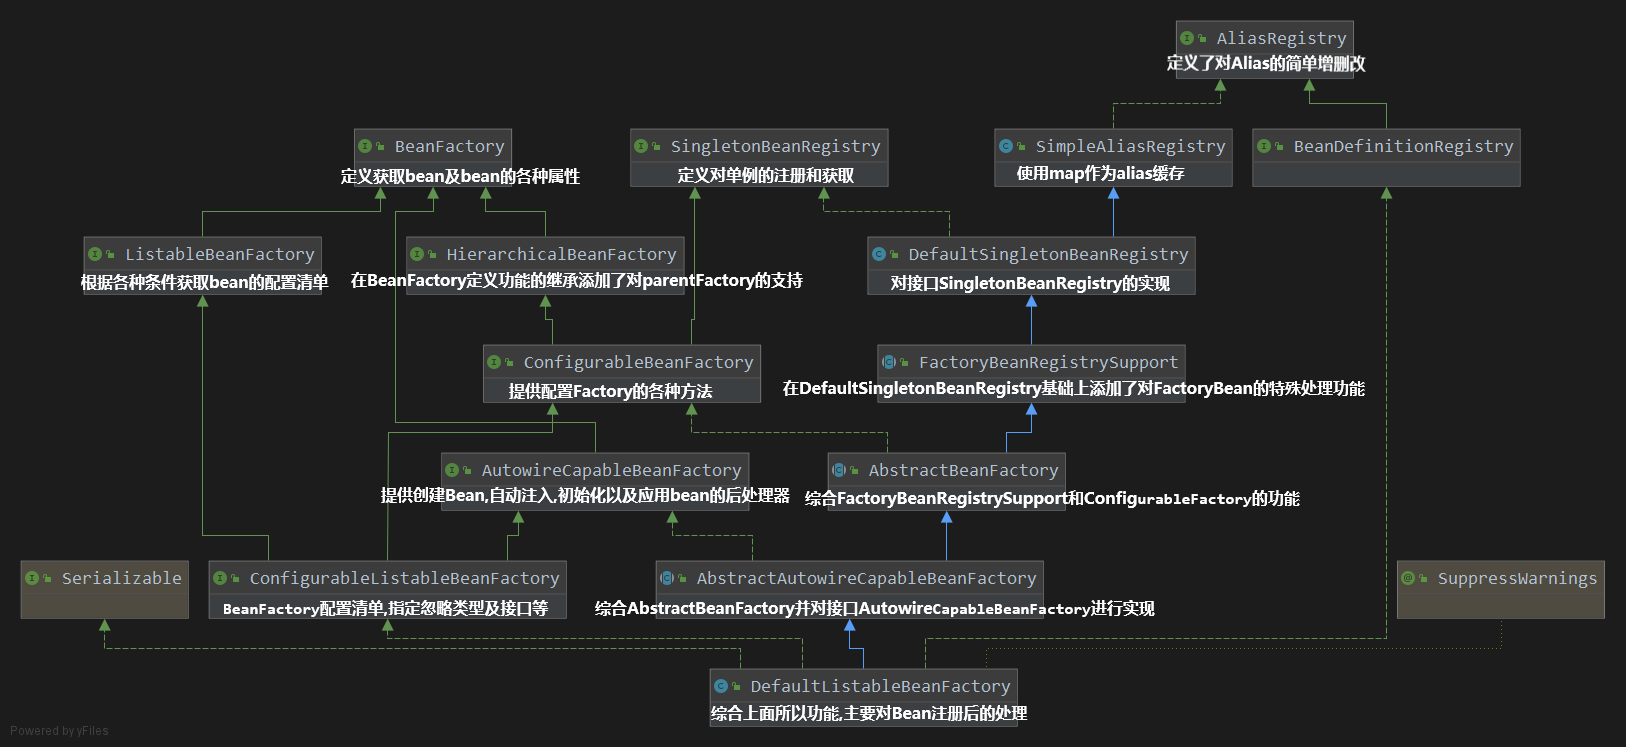 AliasRegistry
定义了对Alias的简单增删改
BeanFactory
定义获取bean及bean的各种属性
SingletonBeanRegistry
定义对单例的注册和获取
SimpleAliasRegistry
使用map作为alias缓存
BeanDefinitionRegistry
ListableBeanFactory
根据各种条件获取bean的配置清单
HierarchicalBeanFactory
在BeanFactory定义功能的继承添加了对parentFactory的支持
DefaultSingletonBeanRegistry
对接口SingletonBeanRegistry的实现
ConfigurableBeanFactory
提供配置Factory的各种方法
FactoryBeanRegistrySupport
在DefaultSingletonBeanRegistry基础上添加了对FactoryBean的特殊处理功能
AutowireCapableBeanFactory
提供创建Bean,自动注入,初始化以及应用bean的后处理器
AbstractBeanFactory
综合FactoryBeanRegistrySupport和ConfigurableFactory的功能
Serializable
ConfigurableListableBeanFactory
BeanFactory配置清单,指定忽略类型及接口等
AbstractAutowireCapableBeanFactory
综合AbstractBeanFactory并对接口AutowireCapableBeanFactory进行实现
SuppressWarnings
DefaultListableBeanFactory
综合上面所以功能,主要对Bean注册后的处理
Powered by yFiles